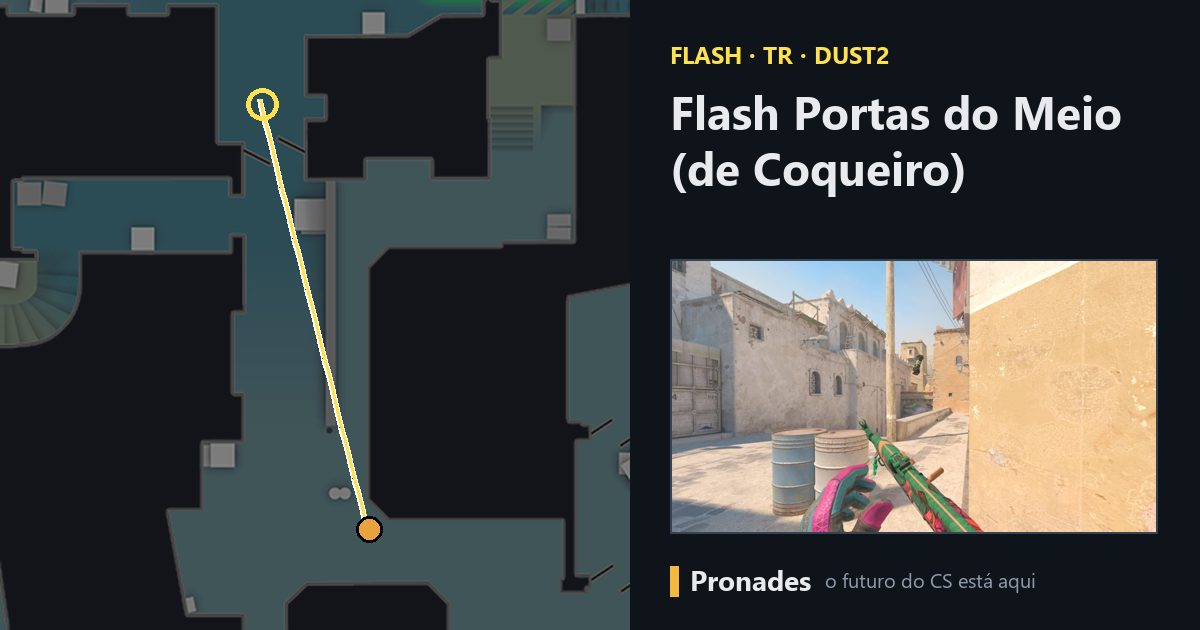 FLASH · TR · DUST2
Flash Portas do Meio
(de Coqueiro)
Pronades o futuro do CS está aqui